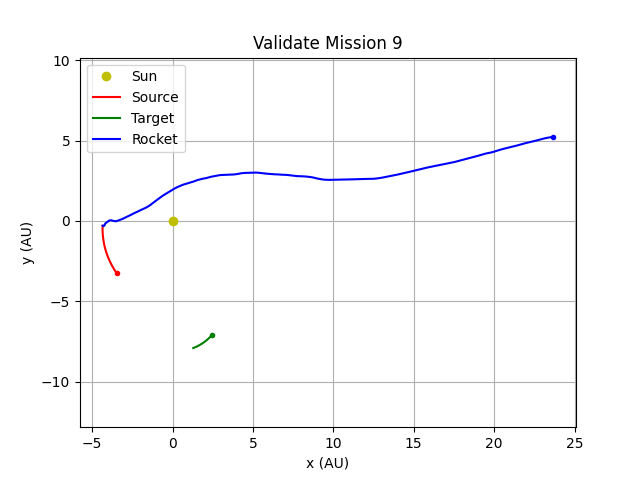 Validate Mission 9
Sun
Source
Target
Rocket
10
5
0
−5
−10
y (AU)
−5
0
5
10
15
20
25
x (AU)